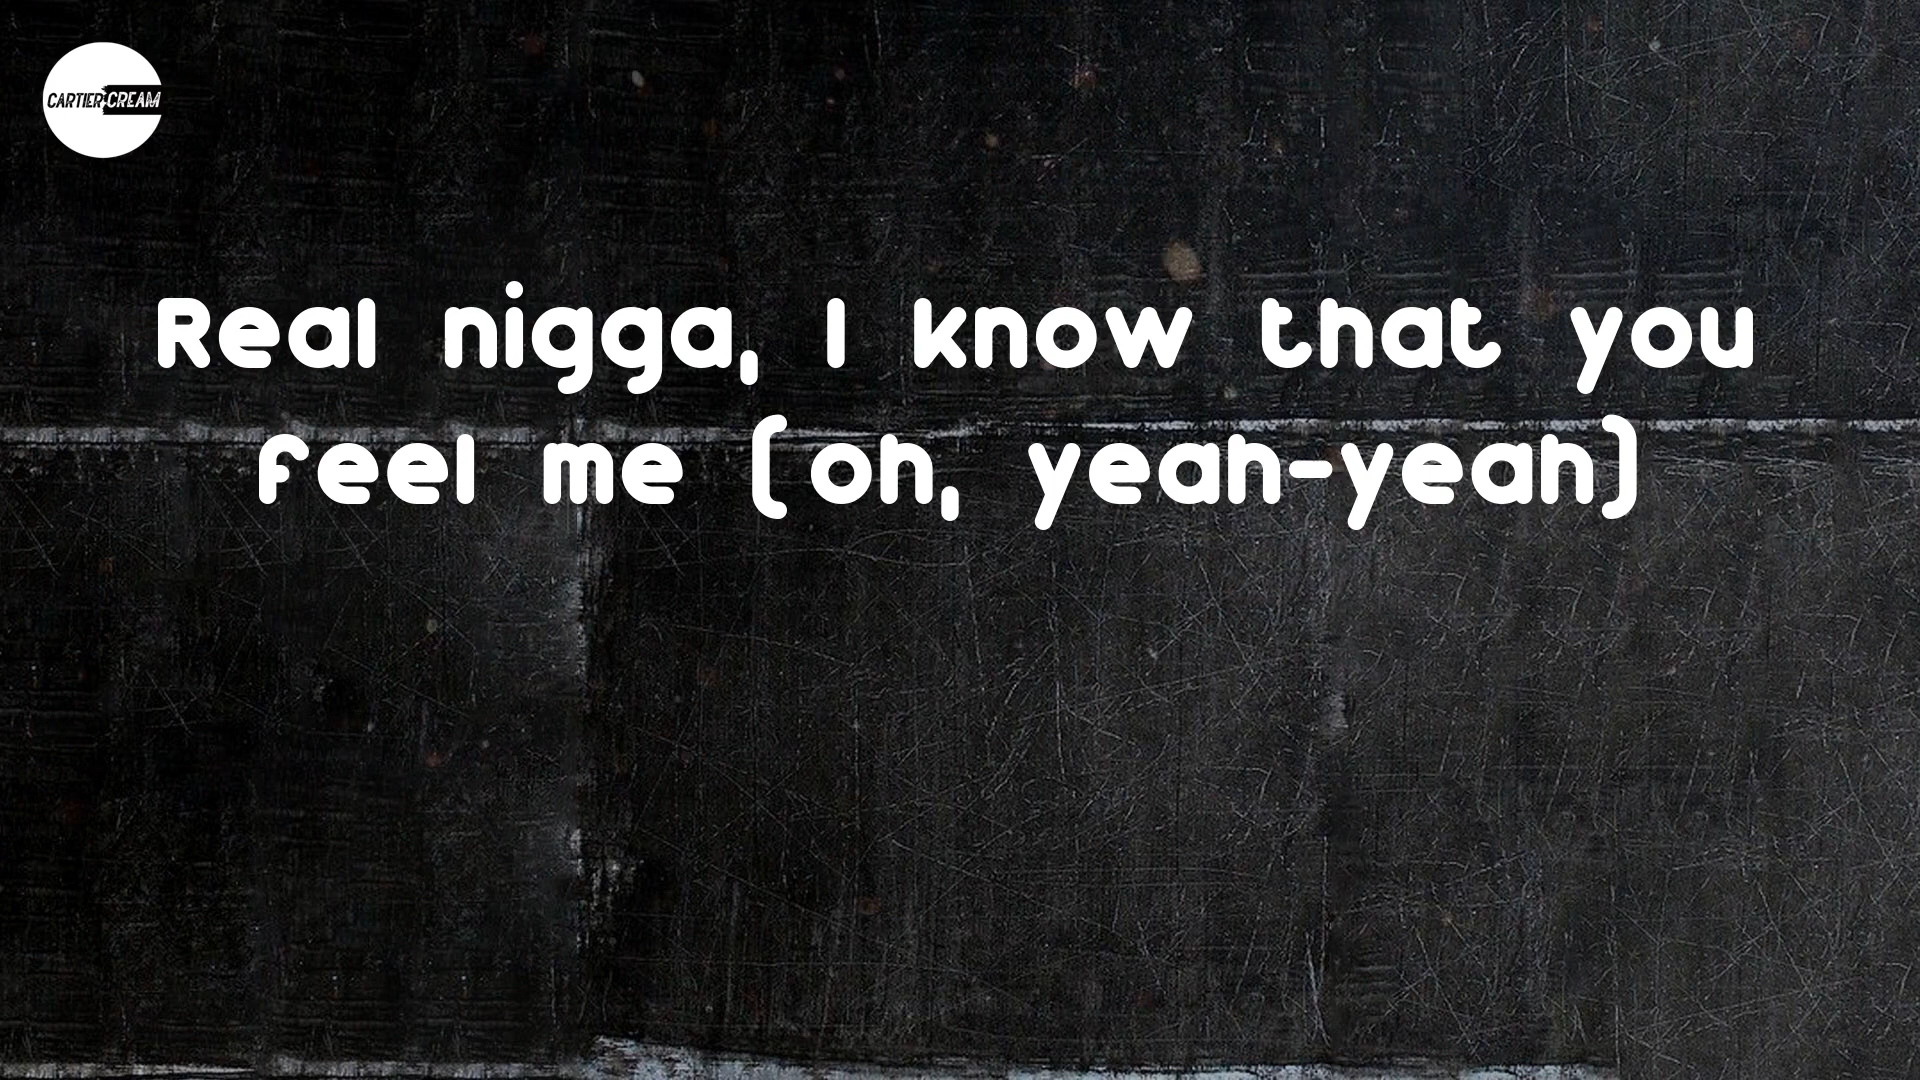 CARTIER CREAM
Real nigga, I know that you
feel me (oh, yeah-yeah)